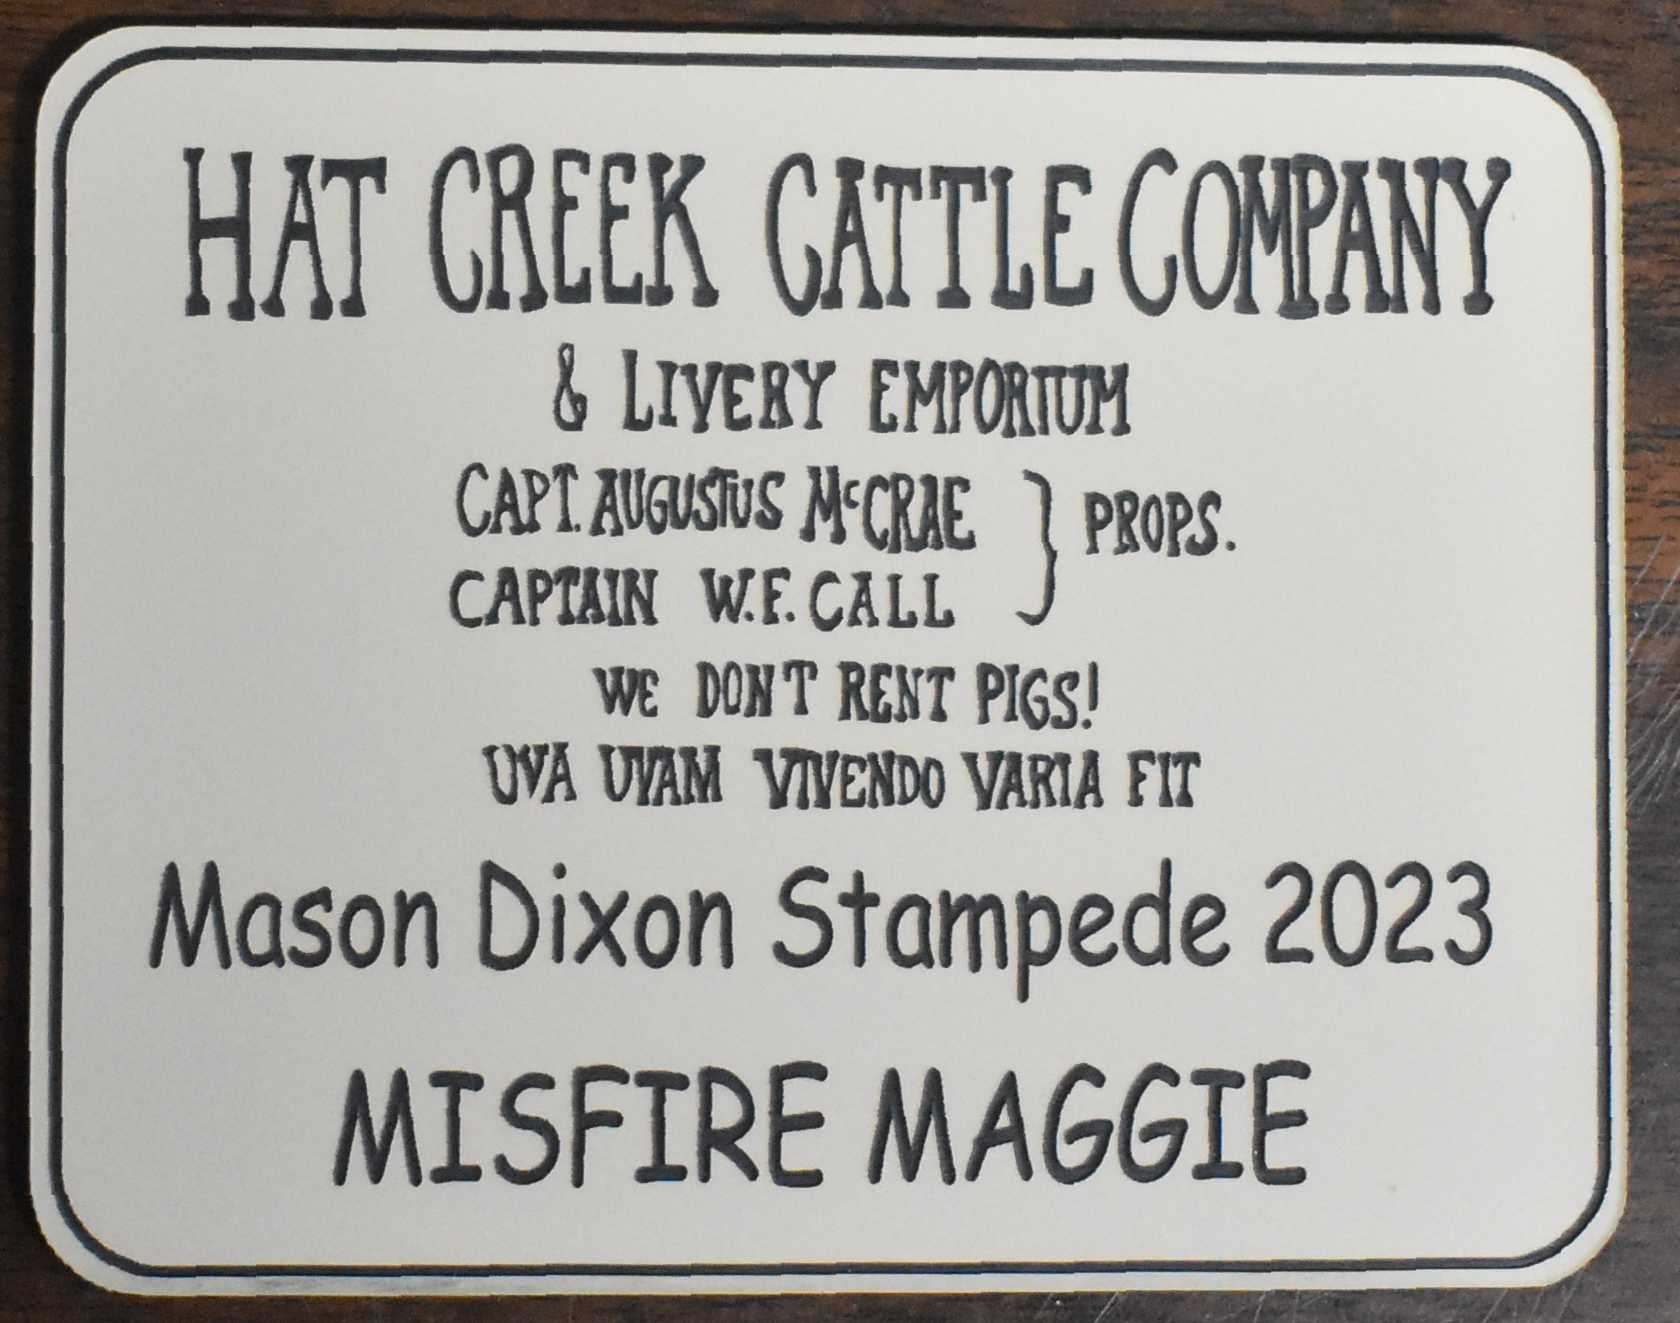 HAT CREEK CATTLE COMPANY
& LIVERY EMPORIUM
CAPT. AUGUSTUS McCRAE } PROPS.
CAPTAIN W.F. CALL
WE DON'T RENT PIGS!
UVA UVAM VIVENDO VARIA FIT
Mason Dixon Stampede 2023
MISFIRE MAGGIE